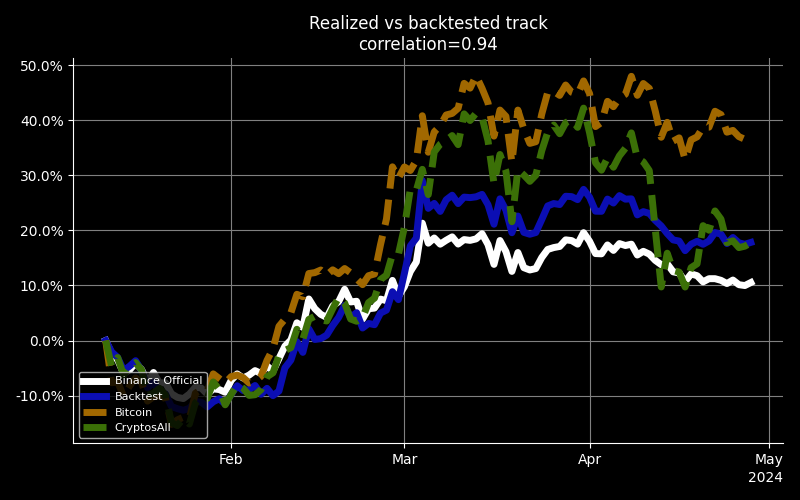 Realized vs backtested track
correlation=0.94
50.0%
40.0%
30.0%
20.0%
10.0%
0.0%
-10.0%
Binance Official
Backtest
Bitcoin
CryptosAll
Feb
Mar
Apr
May
2024